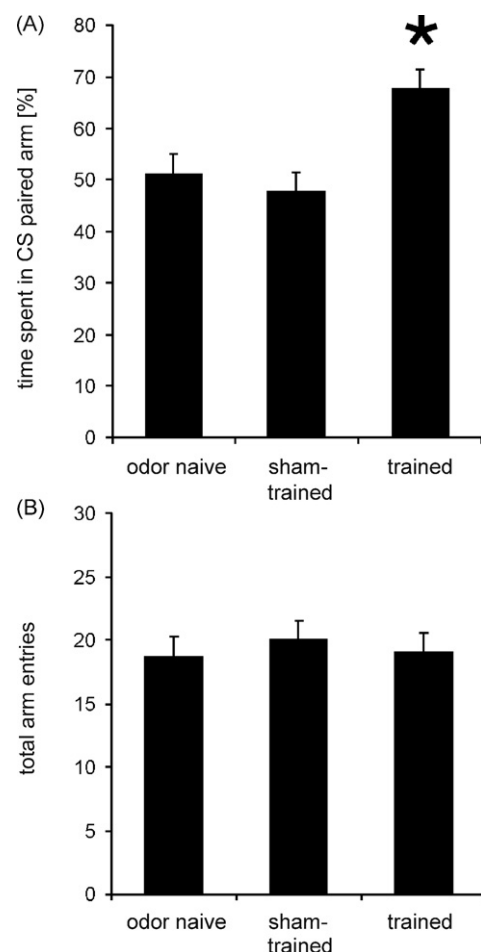 (A)
time spent in CS paired arm [%]
80
70
60
50
40
30
20
10
0
*
odor naive
sham-
trained
trained
(B)
total arm entries
30
25
20
15
10
5
0
odor naive
sham-
trained
trained